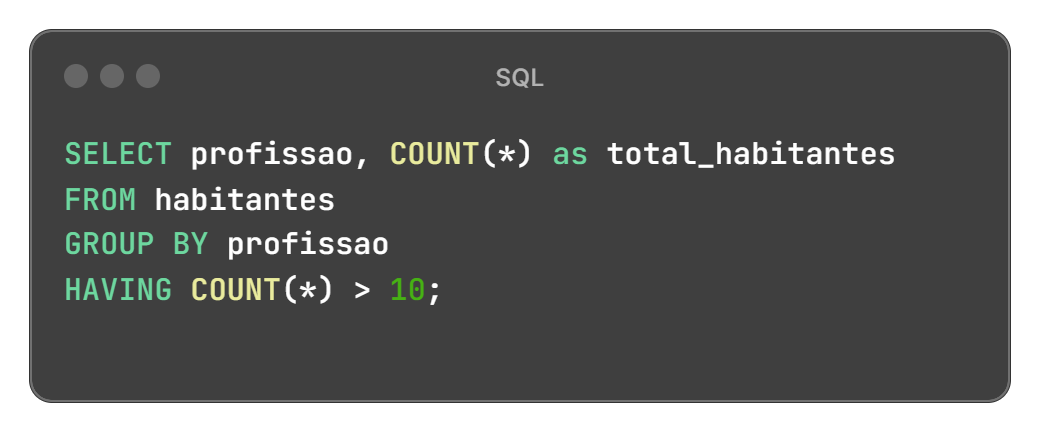 SQL
SELECT profissao, COUNT(*) as total_habitantes
FROM habitantes
GROUP BY profissao
HAVING COUNT(*) > 10;